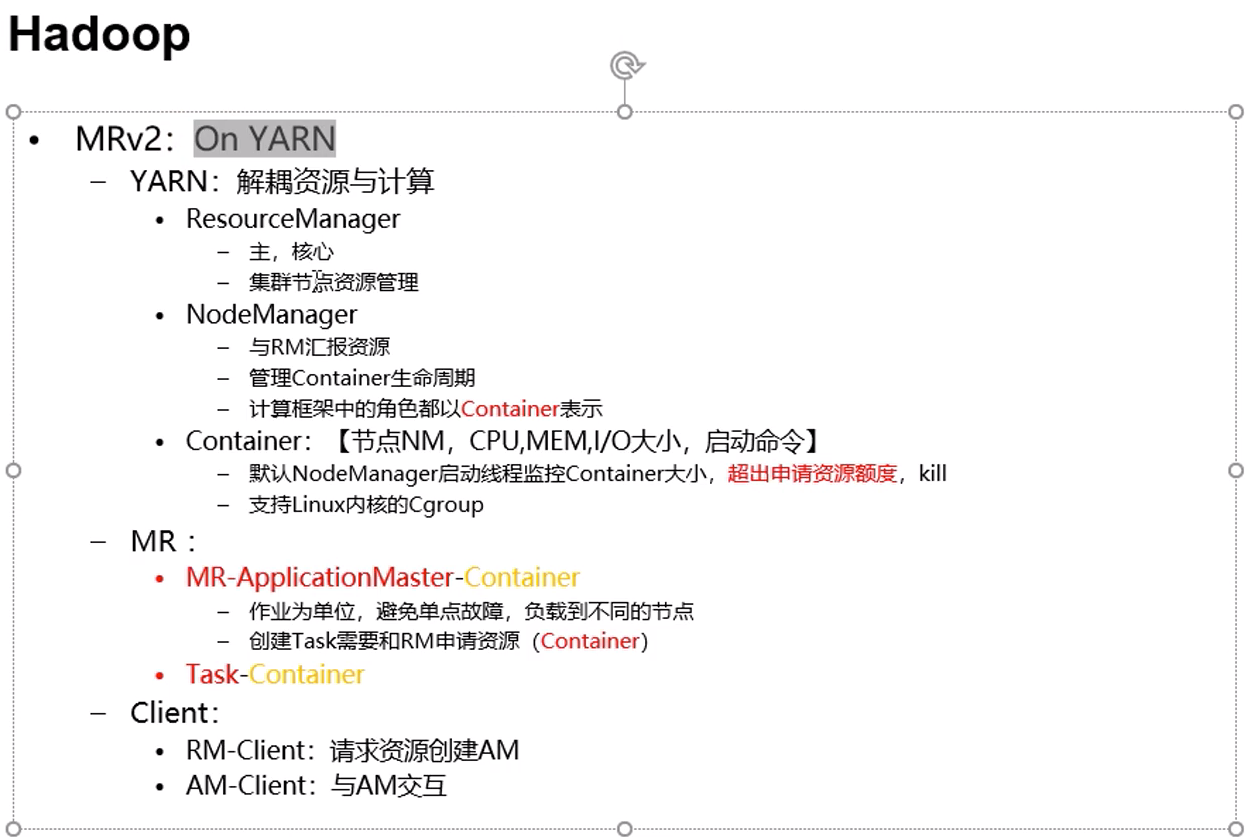 Hadoop
• MRv2：On YARN
– YARN：解耦资源与计算
• ResourceManager
– 主，核心
– 集群节点资源管理
• NodeManager
– 与RM汇报资源
– 管理Container生命周期
– 计算框架中的角色都以Container表示
• Container：【节点NM，CPU,MEM,I/O大小，启动命令】
– 默认NodeManager启动线程监控Container大小，超出申请资源额度，kill
– 支持Linux内核的Cgroup
– MR：
• MR-ApplicationMaster-Container
– 作业为单位，避免单点故障，负载到不同的节点
– 创建Task需要和RM申请资源（Container）
• Task-Container
– Client：
• RM-Client：请求资源创建AM
• AM-Client：与AM交互